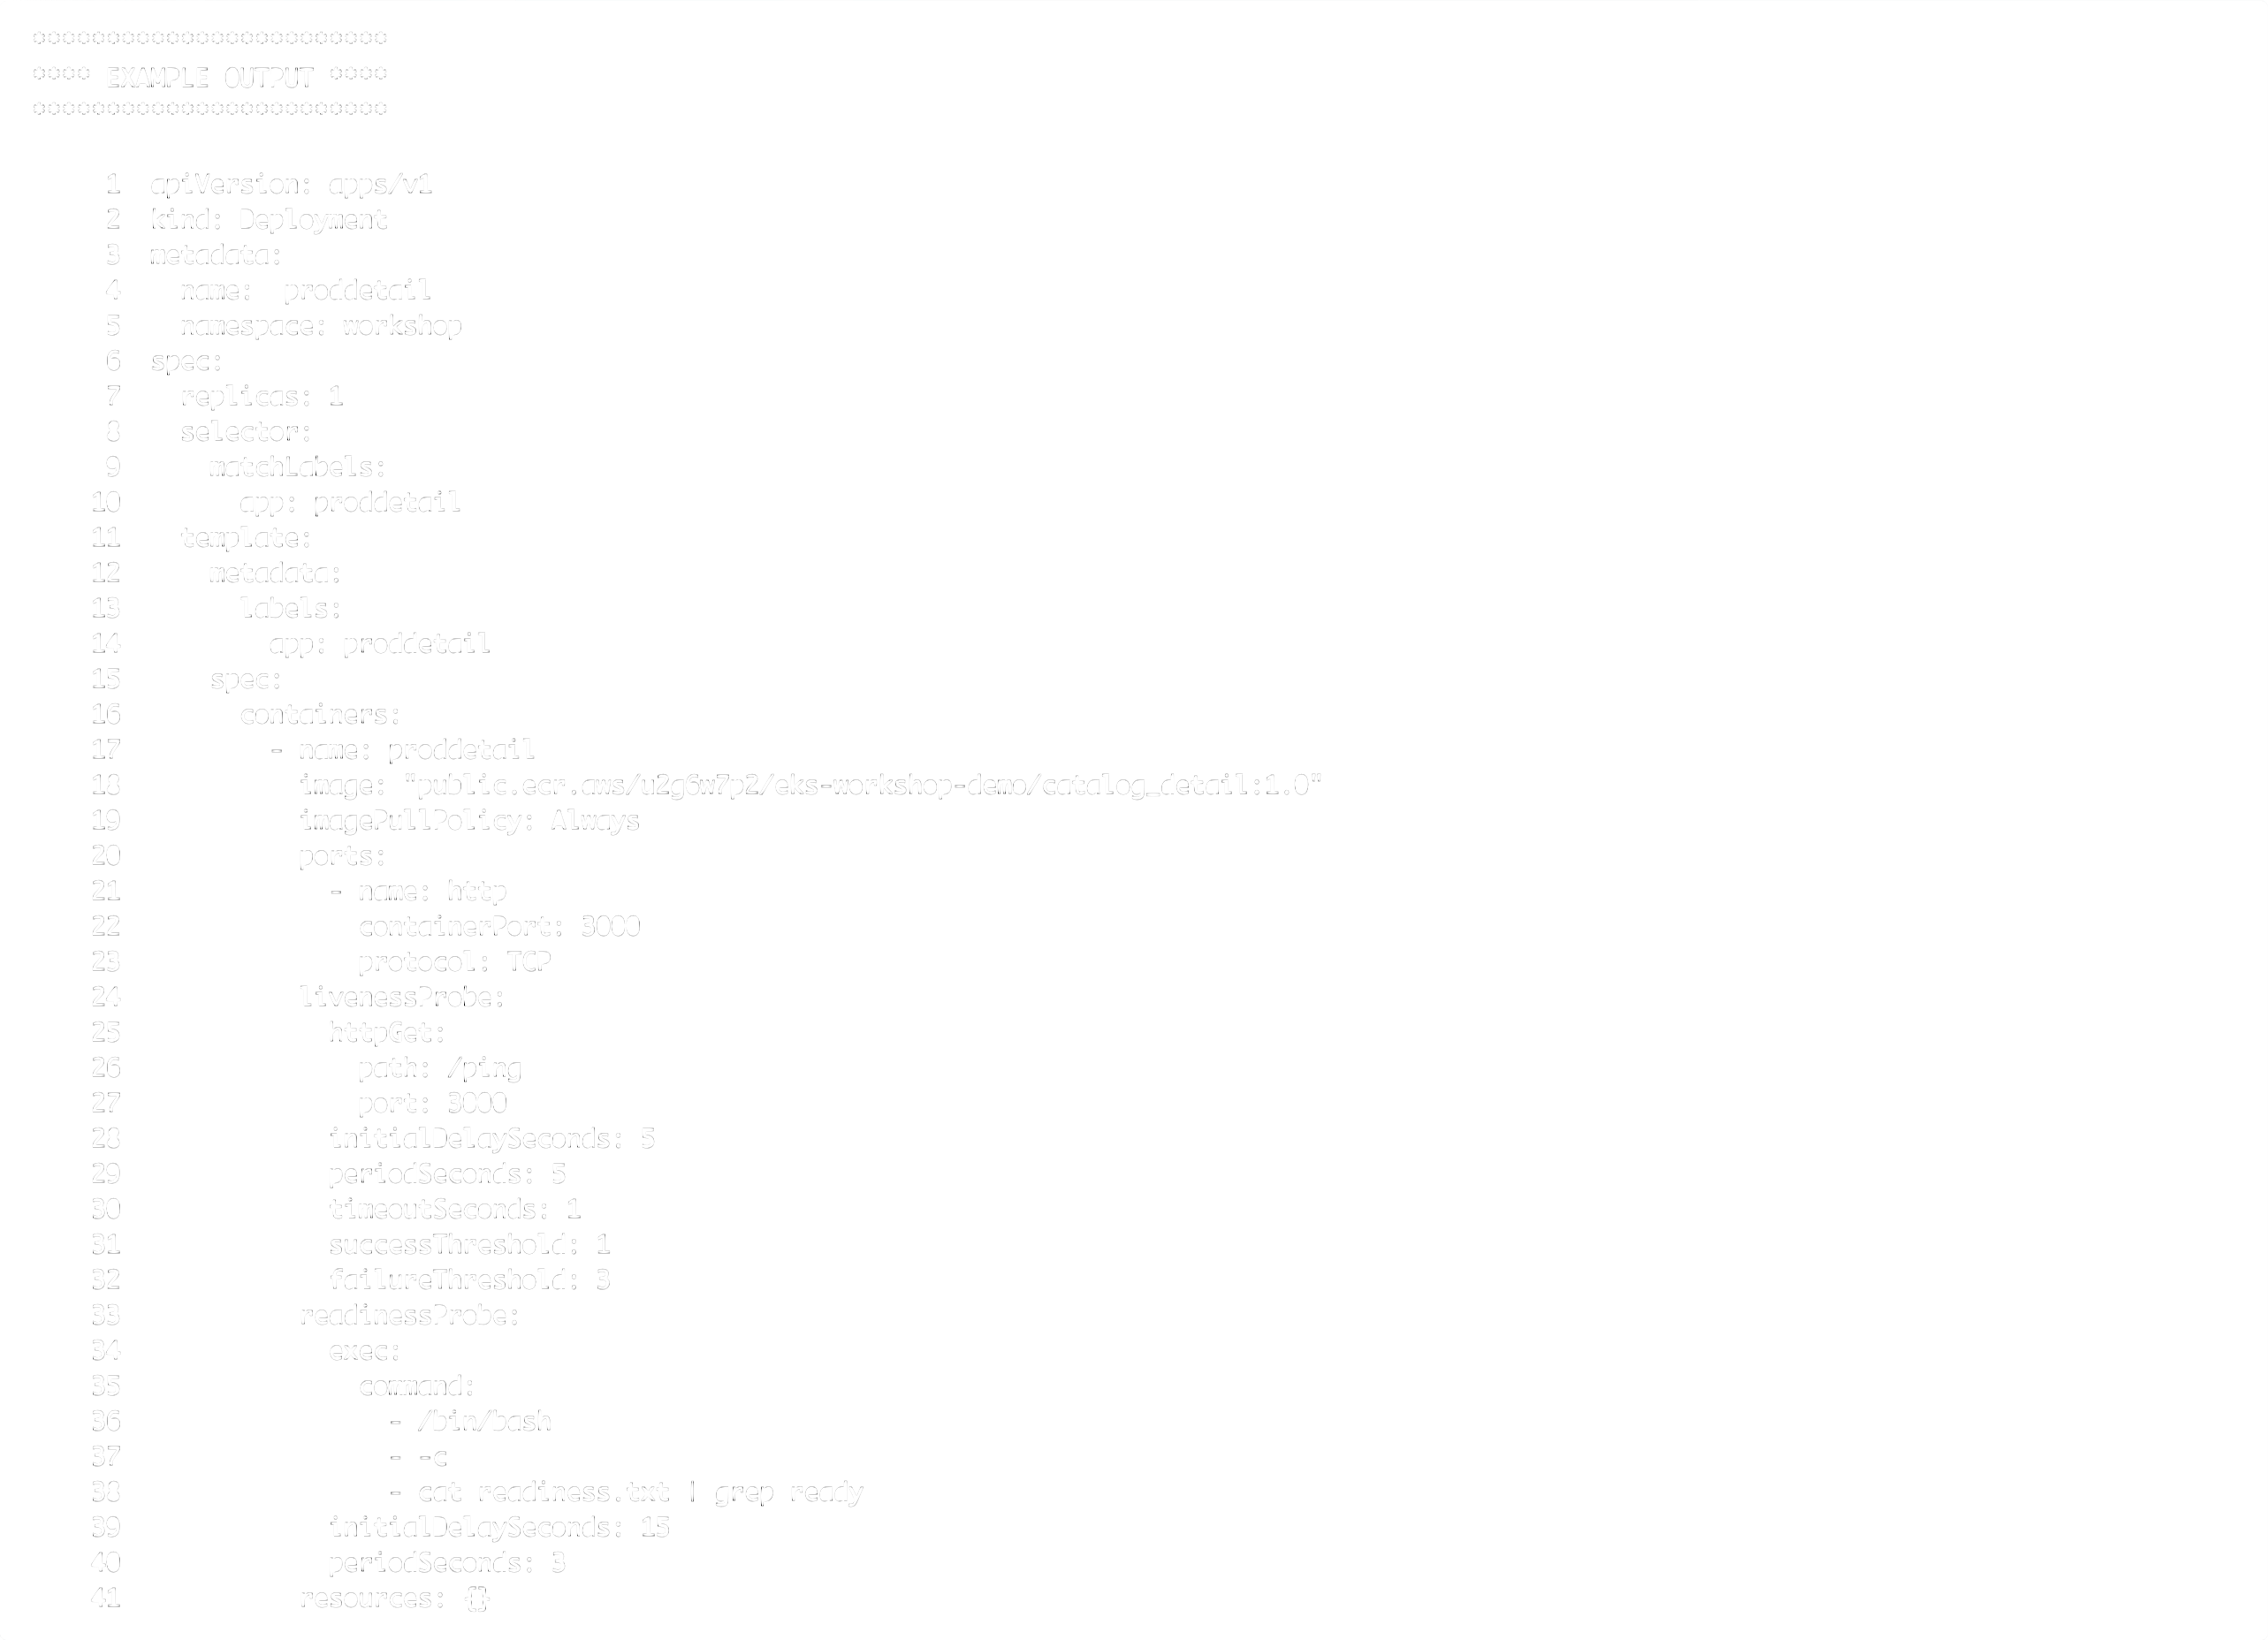 ************************
**** EXAMPLE OUTPUT ****
************************
     1  apiVersion: apps/v1
     2  kind: Deployment
     3  metadata:
     4    name:  proddetail
     5    namespace: workshop
     6  spec:
     7    replicas: 1
     8    selector:
     9      matchLabels:
    10        app: proddetail
    11    template:
    12      metadata:
    13        labels:
    14          app: proddetail
    15      spec:
    16        containers:
    17          - name: proddetail
    18            image: "public.ecr.aws/u2g6w7p2/eks-workshop-demo/catalog_detail:1.0"
    19            imagePullPolicy: Always
    20            ports:
    21              - name: http
    22                containerPort: 3000
    23                protocol: TCP
    24            livenessProbe:
    25              httpGet:
    26                path: /ping
    27                port: 3000
    28              initialDelaySeconds: 5
    29              periodSeconds: 5
    30              timeoutSeconds: 1
    31              successThreshold: 1
    32              failureThreshold: 3
    33            readinessProbe:
    34              exec:
    35                command:
    36                  - /bin/bash
    37                  - -c
    38                  - cat readiness.txt | grep ready
    39              initialDelaySeconds: 15
    40              periodSeconds: 3
    41            resources: {}